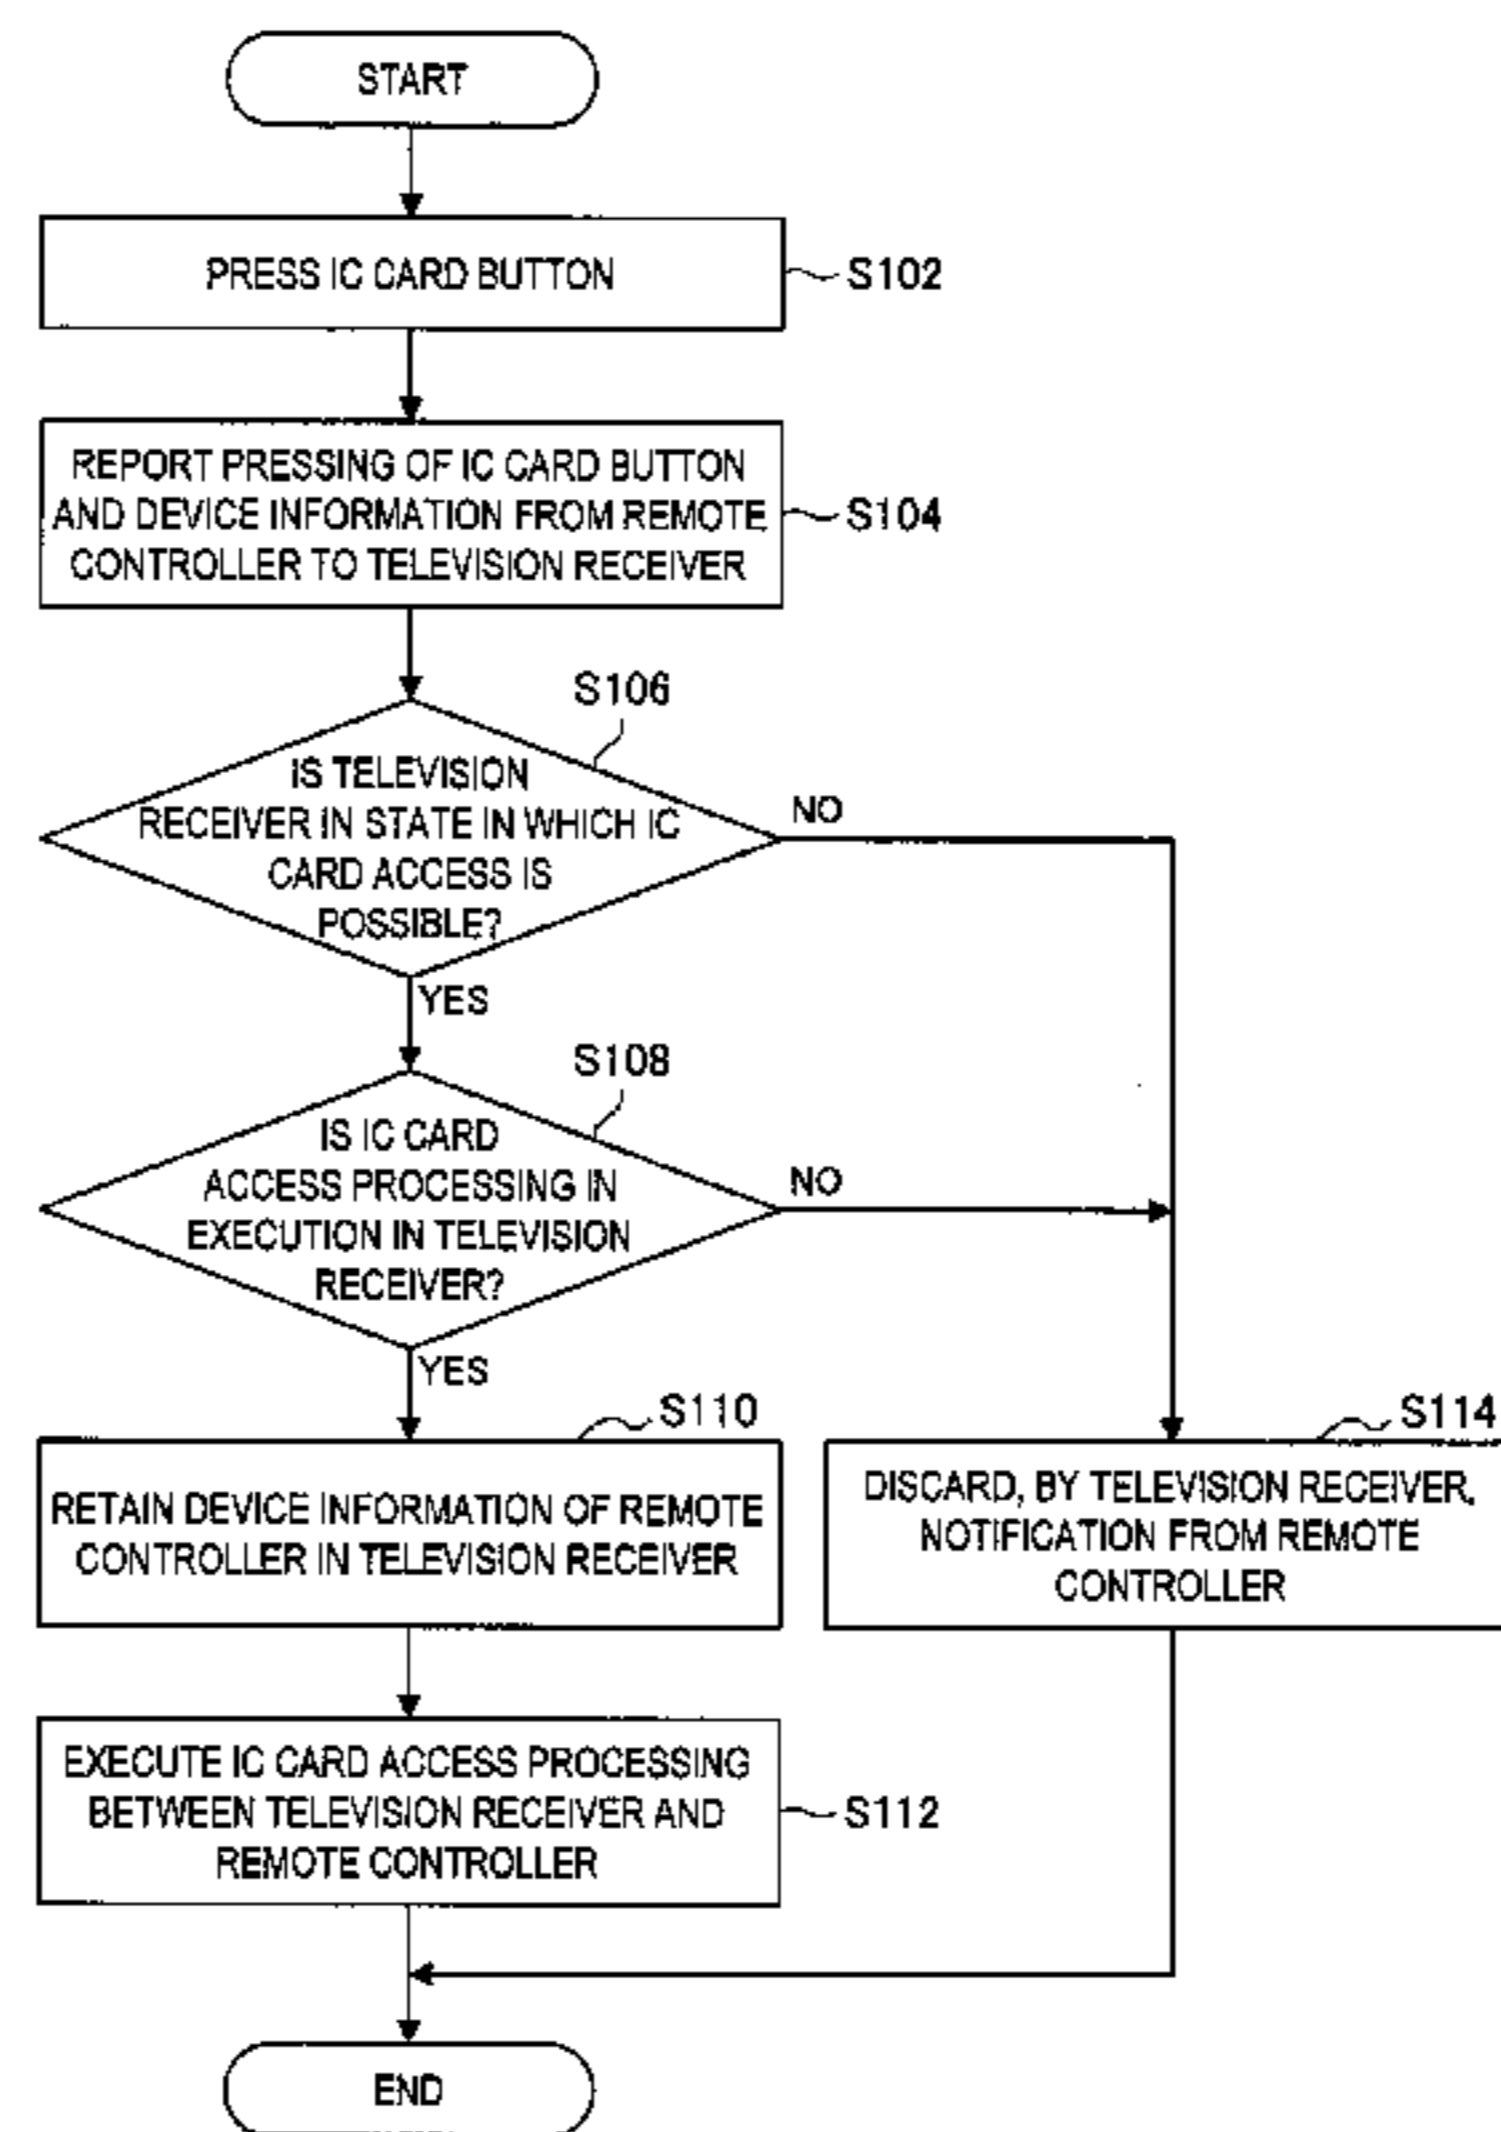 START
PRESS IC CARD BUTTON
S102
REPORT PRESSING OF IC CARD BUTTON
AND DEVICE INFORMATION FROM REMOTE
CONTROLLER TO TELEVISION RECEIVER
S104
S106
IS TELEVISION
RECEIVER IN STATE IN WHICH IC
CARD ACCESS IS
POSSIBLE?
NO
YES
S108
IS IC CARD
ACCESS PROCESSING IN
EXECUTION IN TELEVISION
RECEIVER?
NO
YES
S110
RETAIN DEVICE INFORMATION OF REMOTE
CONTROLLER IN TELEVISION RECEIVER
S114
DISCARD, BY TELEVISION RECEIVER,
NOTIFICATION FROM REMOTE
CONTROLLER
EXECUTE IC CARD ACCESS PROCESSING
BETWEEN TELEVISION RECEIVER AND
REMOTE CONTROLLER
S112
END